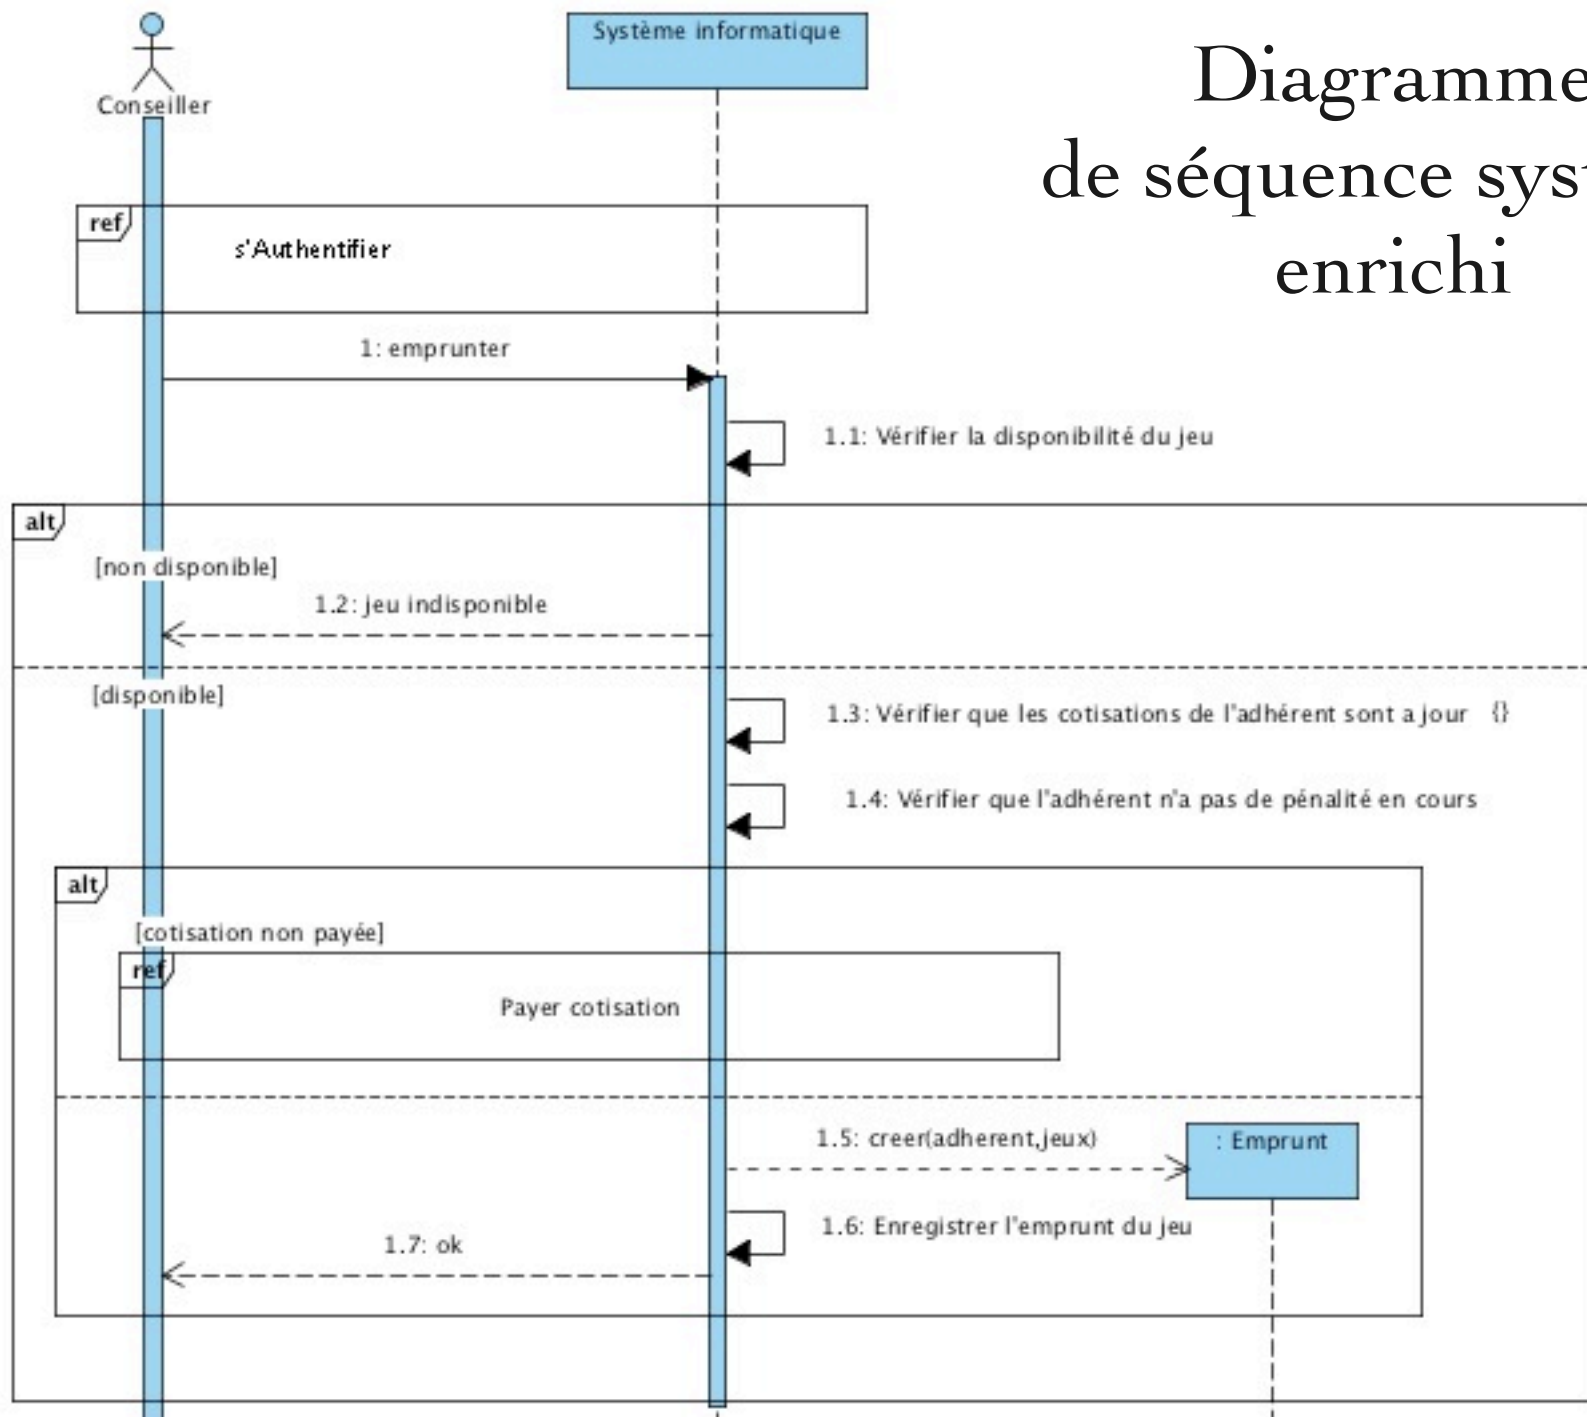 Système informatique
Diagramme
de séquence syst
enrichi
Conseiller
ref
s'Authentifier
1: emprunter
1.1: Vérifier la disponibilité du jeu
alt
[non disponible]
1.2: jeu indisponible
[disponible]
1.3: Vérifier que les cotisations de l'adhérent sont a jour {}
1.4: Vérifier que l'adhérent n'a pas de pénalité en cours
alt
[cotisation non payée]
ref
Payer cotisation
1.5: creer(adherent,jeux)
: Emprunt
1.6: Enregistrer l'emprunt du jeu
1.7: ok